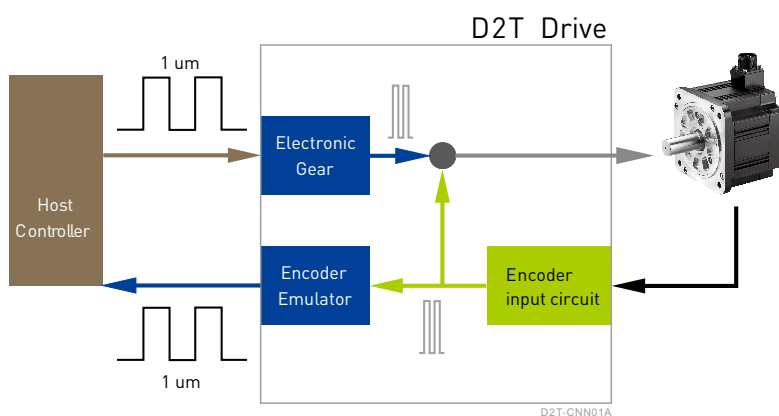 D2T Drive
1 um
Electronic
Gear
Host
Controller
Encoder
Emulator
Encoder
input circuit
1 um
D2T-CNN01A